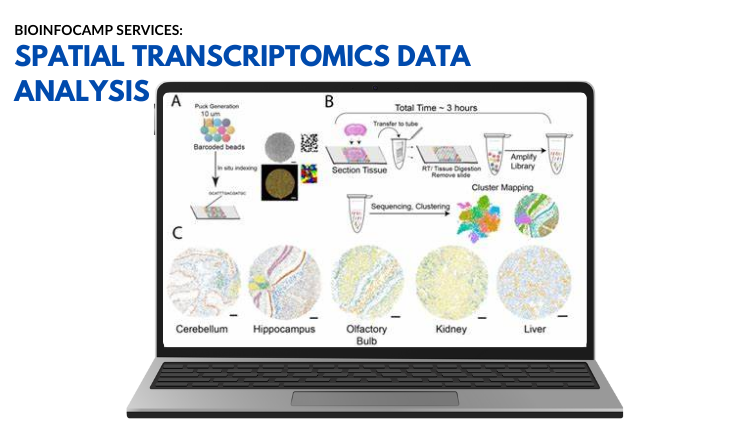 BIOINFOCAMP SERVICES:
SPATIAL TRANSCRIPTOMICS DATA
ANALYSIS
A
Puck Generation
10 um
Barcoded beads
In situ indexing
B
Total Time ~ 3 hours
Transfer to tube
Section Tissue
RT/ Tissue Digestion
Remove slide
Amplify
Library
Sequencing, Clustering
Cluster Mapping
C
Cerebellum
Hippocampus
Olfactory
Bulb
Kidney
Liver